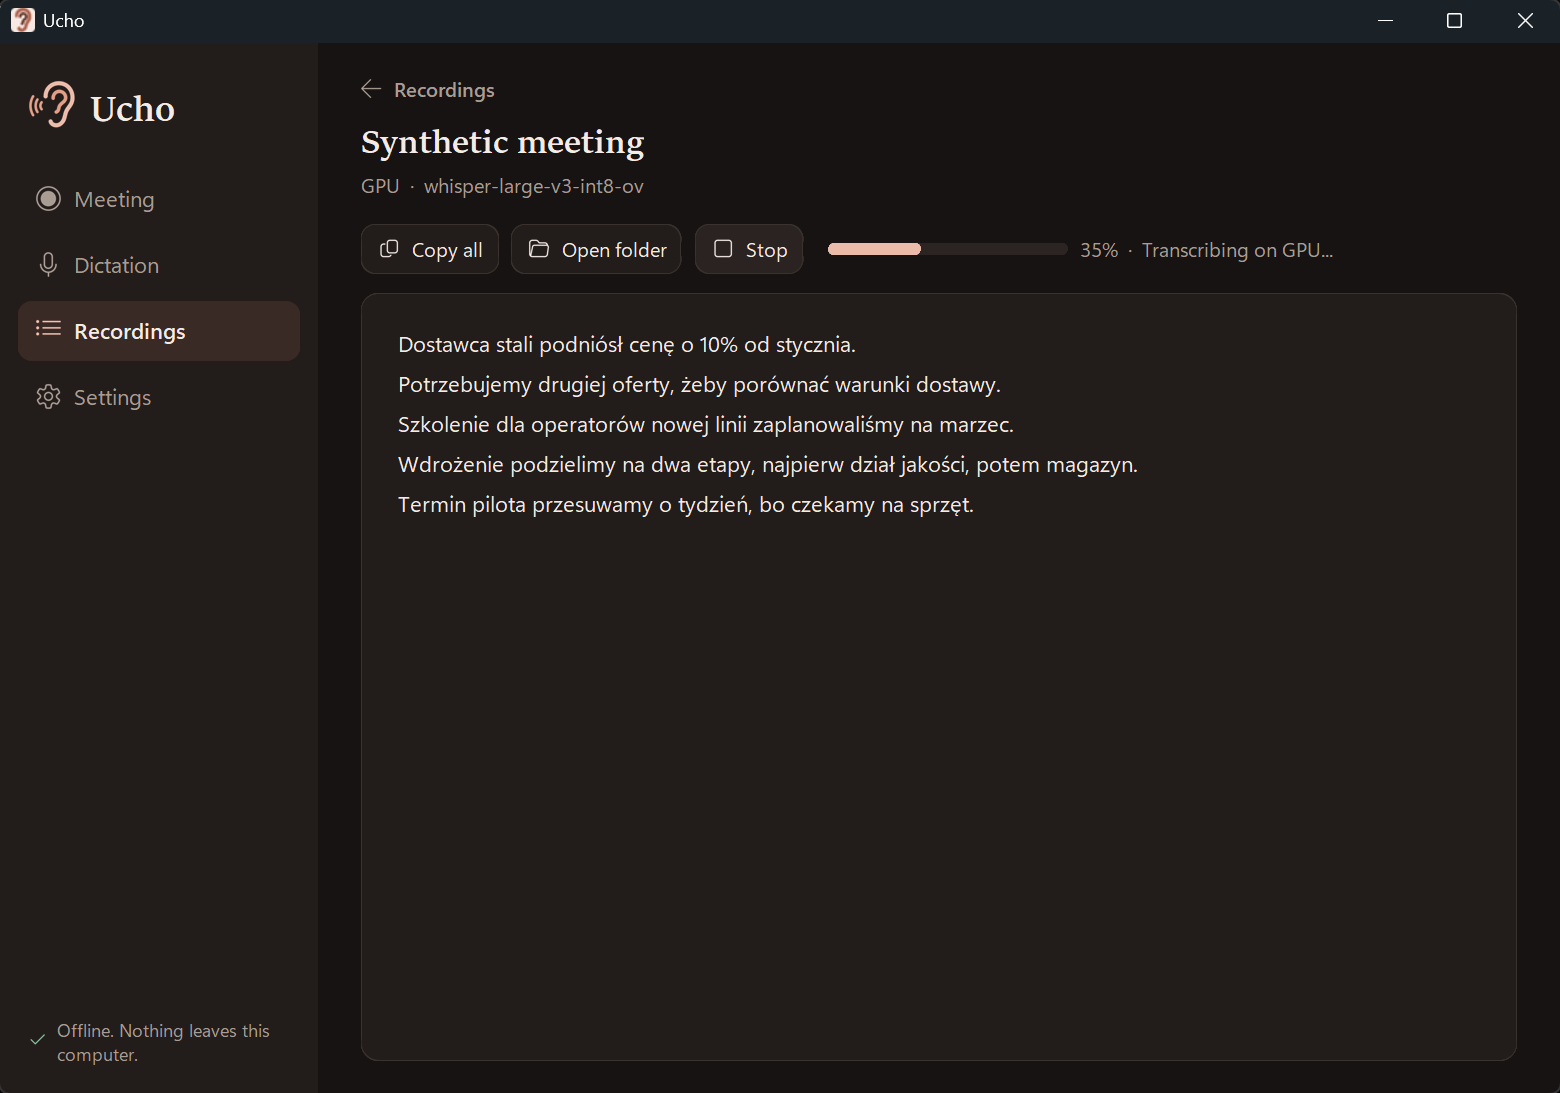 Ucho
Ucho
Meeting
Dictation
Recordings
Settings
Offline. Nothing leaves this
computer.
Recordings
Synthetic meeting
GPU · whisper-large-v3-int8-ov
Copy all
Open folder
Stop
35% · Transcribing on GPU...
Dostawca stali podniósł cenę o 10% od stycznia.
Potrzebujemy drugiej oferty, żeby porównać warunki dostawy.
Szkolenie dla operatorów nowej linii zaplanowaliśmy na marzec.
Wdrożenie podzielimy na dwa etapy, najpierw dział jakości, potem magazyn.
Termin pilota przesuwamy o tydzień, bo czekamy na sprzęt.